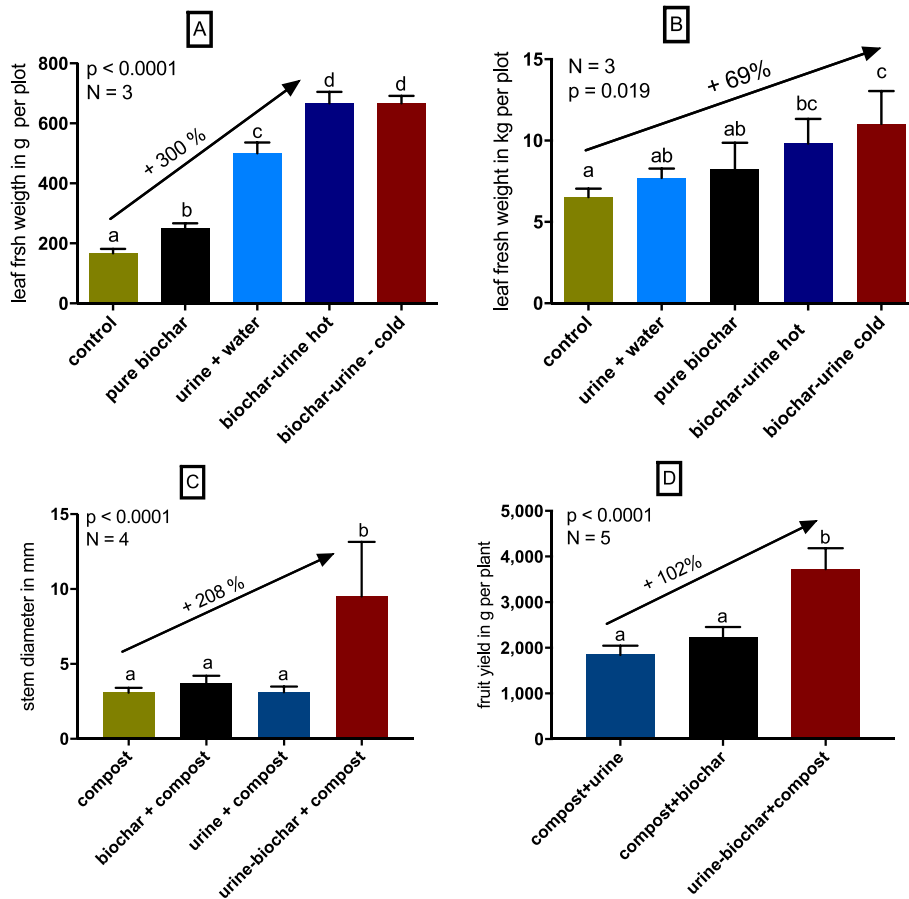 A
p < 0.0001
N = 3
+ 300 %
leaf frsh weigth in g per plot
800
600
400
200
0
a
b
c
d
d
control
pure biochar
urine + water
biochar-urine hot
biochar-urine - cold
B
N = 3
p = 0.019
+ 69%
leaf fresh weight in kg per plot
15
10
5
0
a
ab
ab
bc
c
control
urine + water
pure biochar
biochar-urine hot
biochar-urine cold
C
p < 0.0001
N = 4
+ 208 %
stem diameter in mm
15
10
5
0
a
a
a
b
compost
biochar + compost
urine + compost
urine-biochar + compost
D
p < 0.0001
N = 5
+ 102%
fruit yield in g per plant
5,000
4,000
3,000
2,000
1,000
0
a
a
b
compost+urine
compost+biochar
urine-biochar+compost